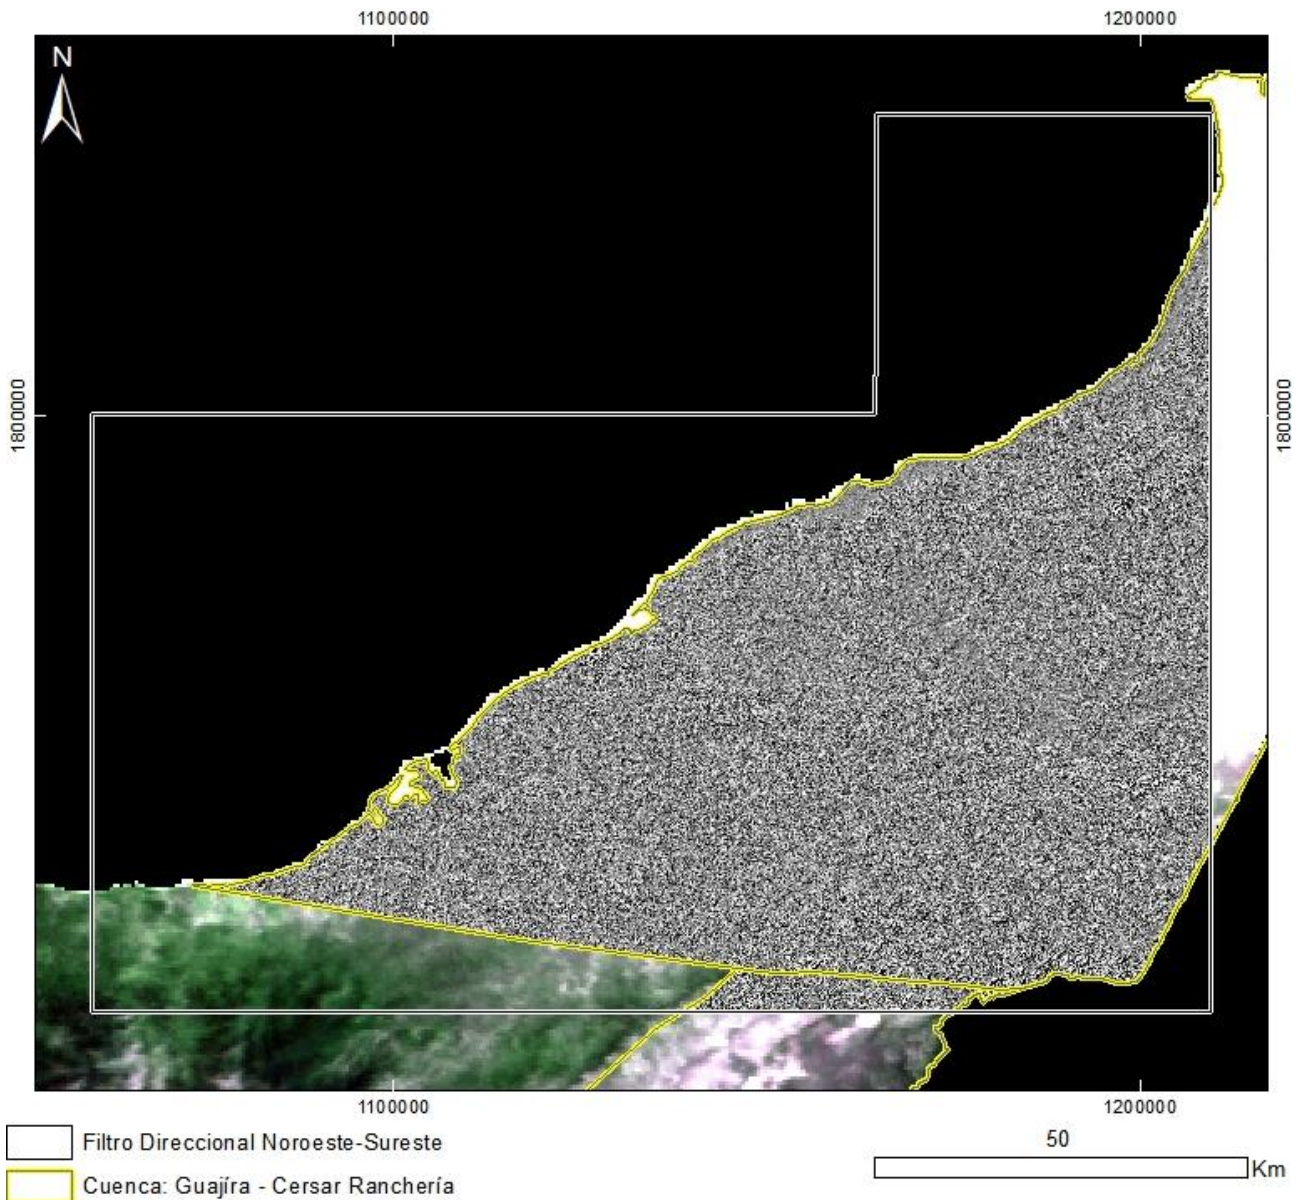 1100000 1200000
N
1800000 1800000
1100000 1200000
Filtro Direccional Noroeste-Sureste
50
Km
Cuenca: Guajíra - Cersar Ranchería